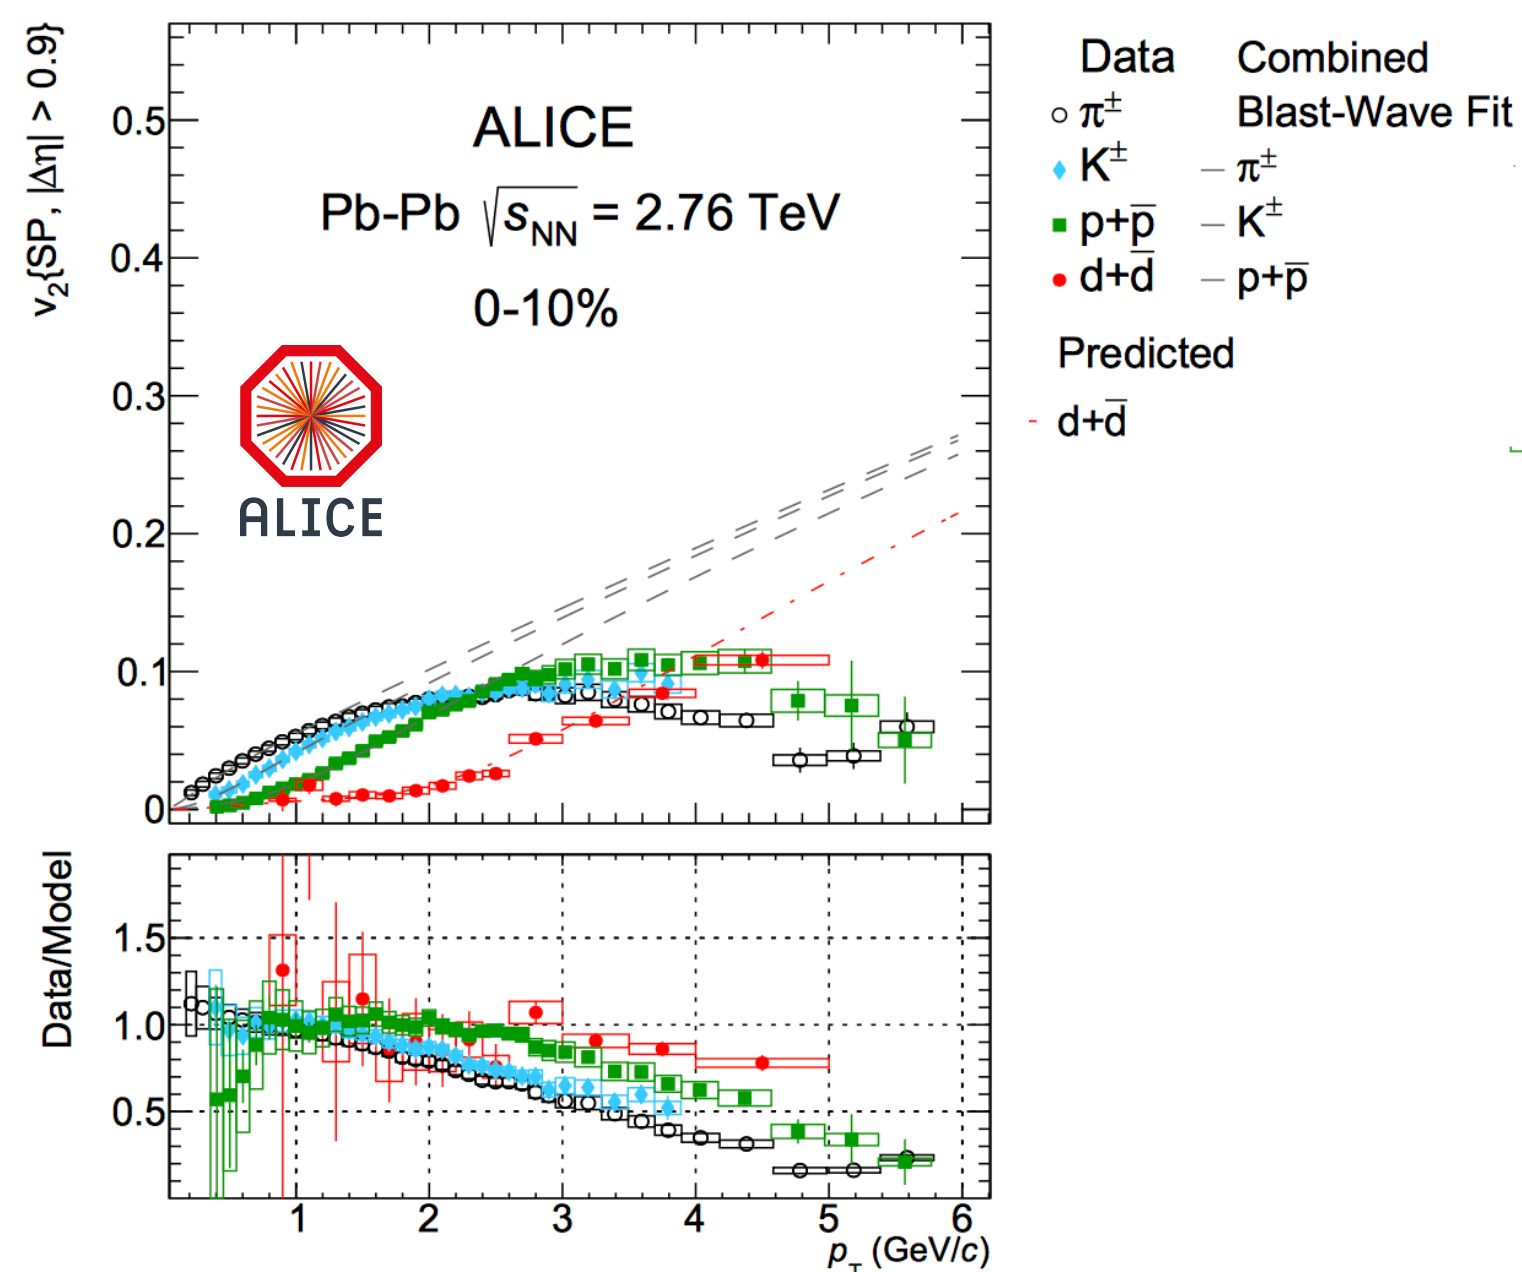 v2{SP, |Δη| > 0.9}
0.5
0.4
0.3
0.2
0.1
0
ALICE
Pb-Pb √sNN = 2.76 TeV
0-10%
ALICE
Data Combined
π± Blast-Wave Fit
K± π±
p+p̅ K±
d+d̅ p+p̅
Predicted
d+d̅
Data/Model
1.5
1.0
0.5
1 2 3 4 5 6
pT (GeV/c)